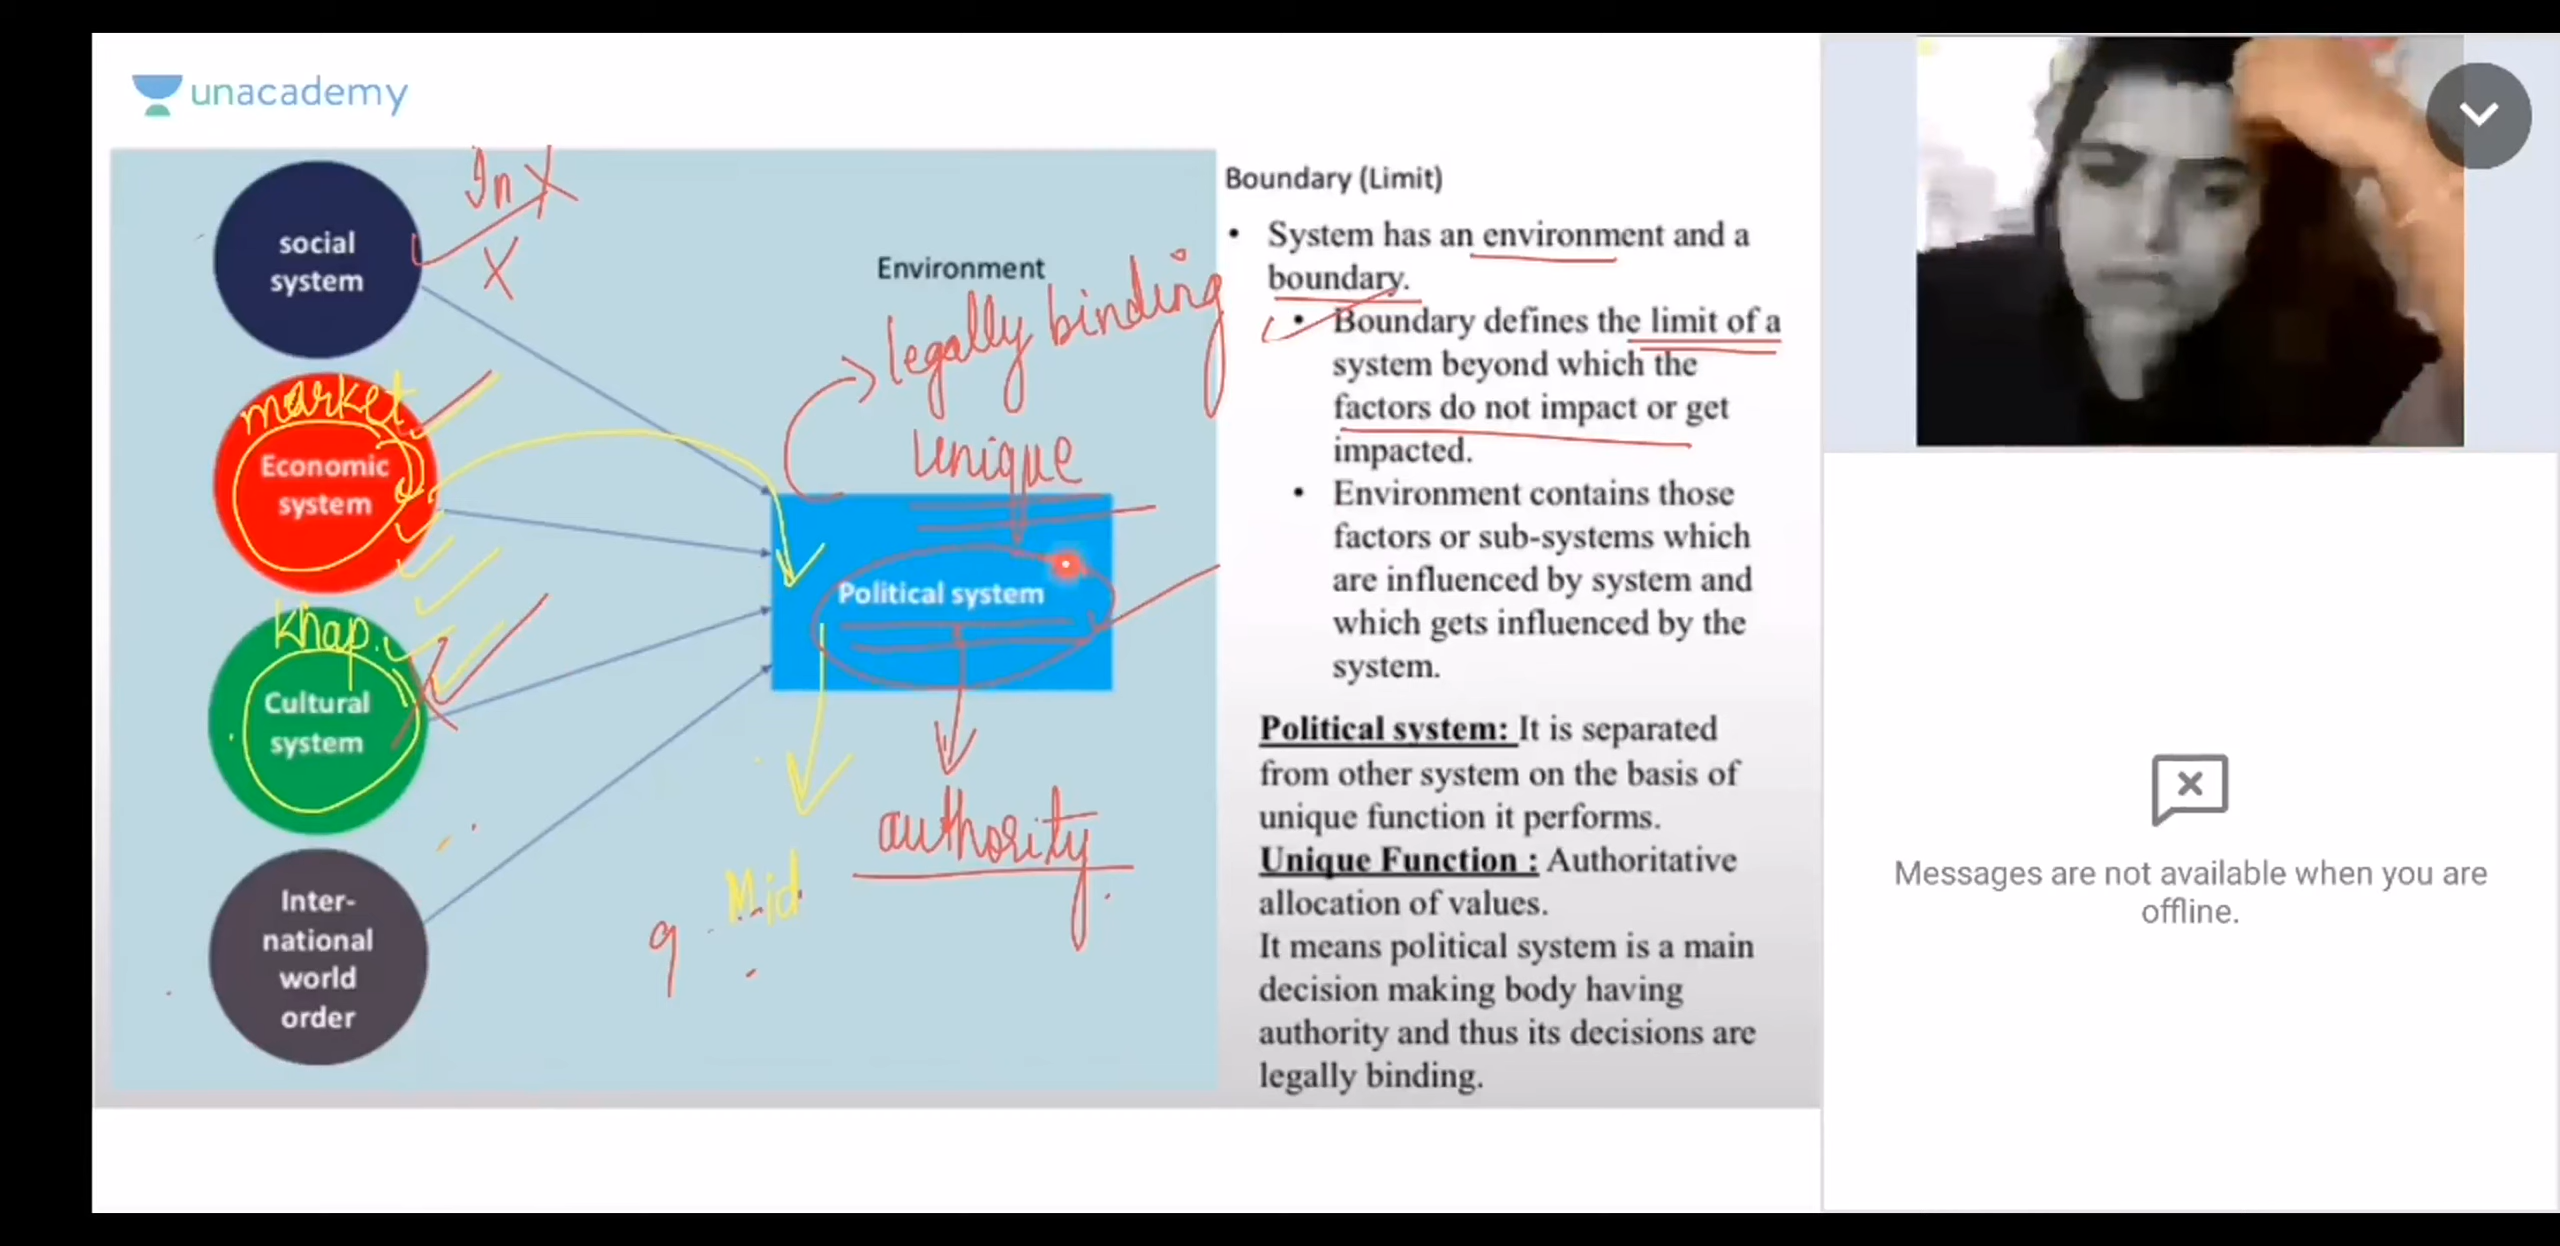 unacademy
In X
X
social
system
market
Economic
system
khap.
Cultural
system
Inter-
national
world
order
Environment
legally binding
unique
Political system
authority
Mid
9
Boundary (Limit)
• System has an environment and a
boundary.
• Boundary defines the limit of a
system beyond which the
factors do not impact or get
impacted.
• Environment contains those
factors or sub-systems which
are influenced by system and
which gets influenced by the
system.
Political system: It is separated
from other system on the basis of
unique function it performs.
Unique Function : Authoritative
allocation of values.
It means political system is a main
decision making body having
authority and thus its decisions are
legally binding.
Messages are not available when you are
offline.